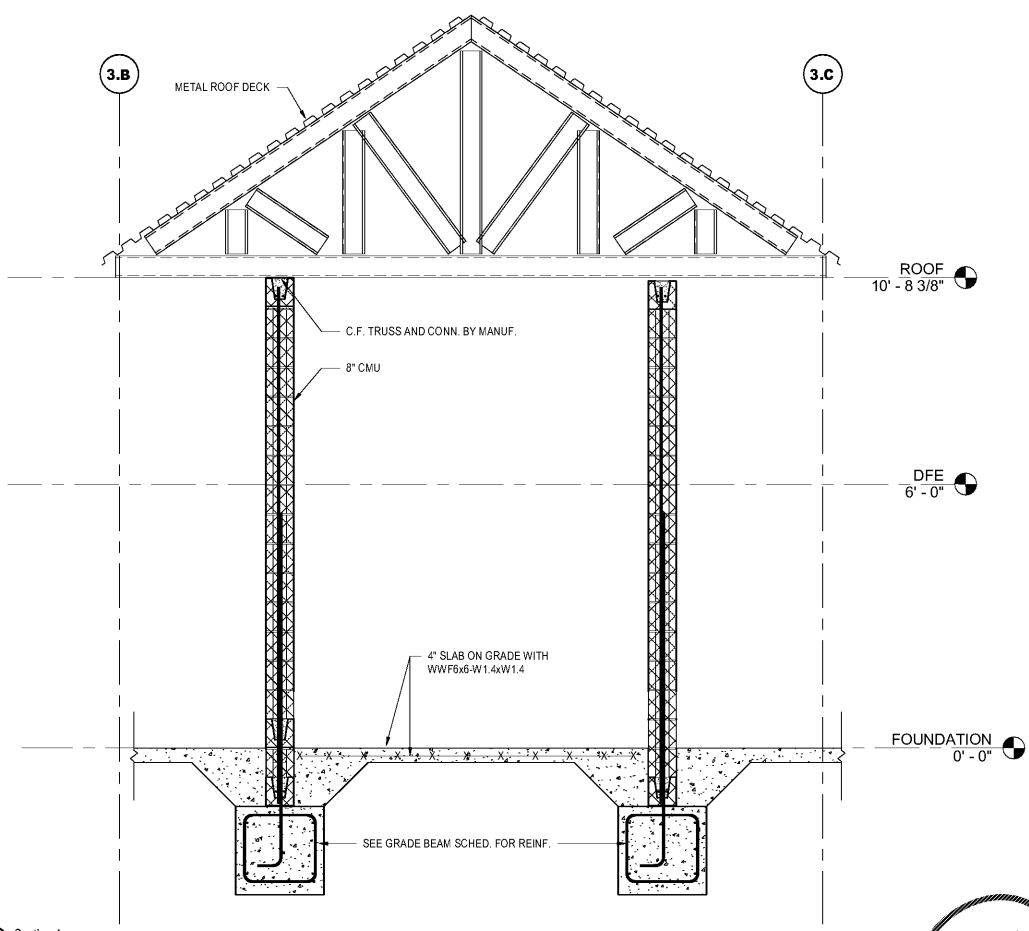 3.B
3.C
METAL ROOF DECK
ROOF
10' - 8 3/8"
C.F. TRUSS AND CONN. BY MANUF.
8" CMU
DFE
6' - 0"
4" SLAB ON GRADE WITH
WWF6x6-W1.4xW1.4
FOUNDATION
0' - 0"
SEE GRADE BEAM SCHED. FOR REINF.